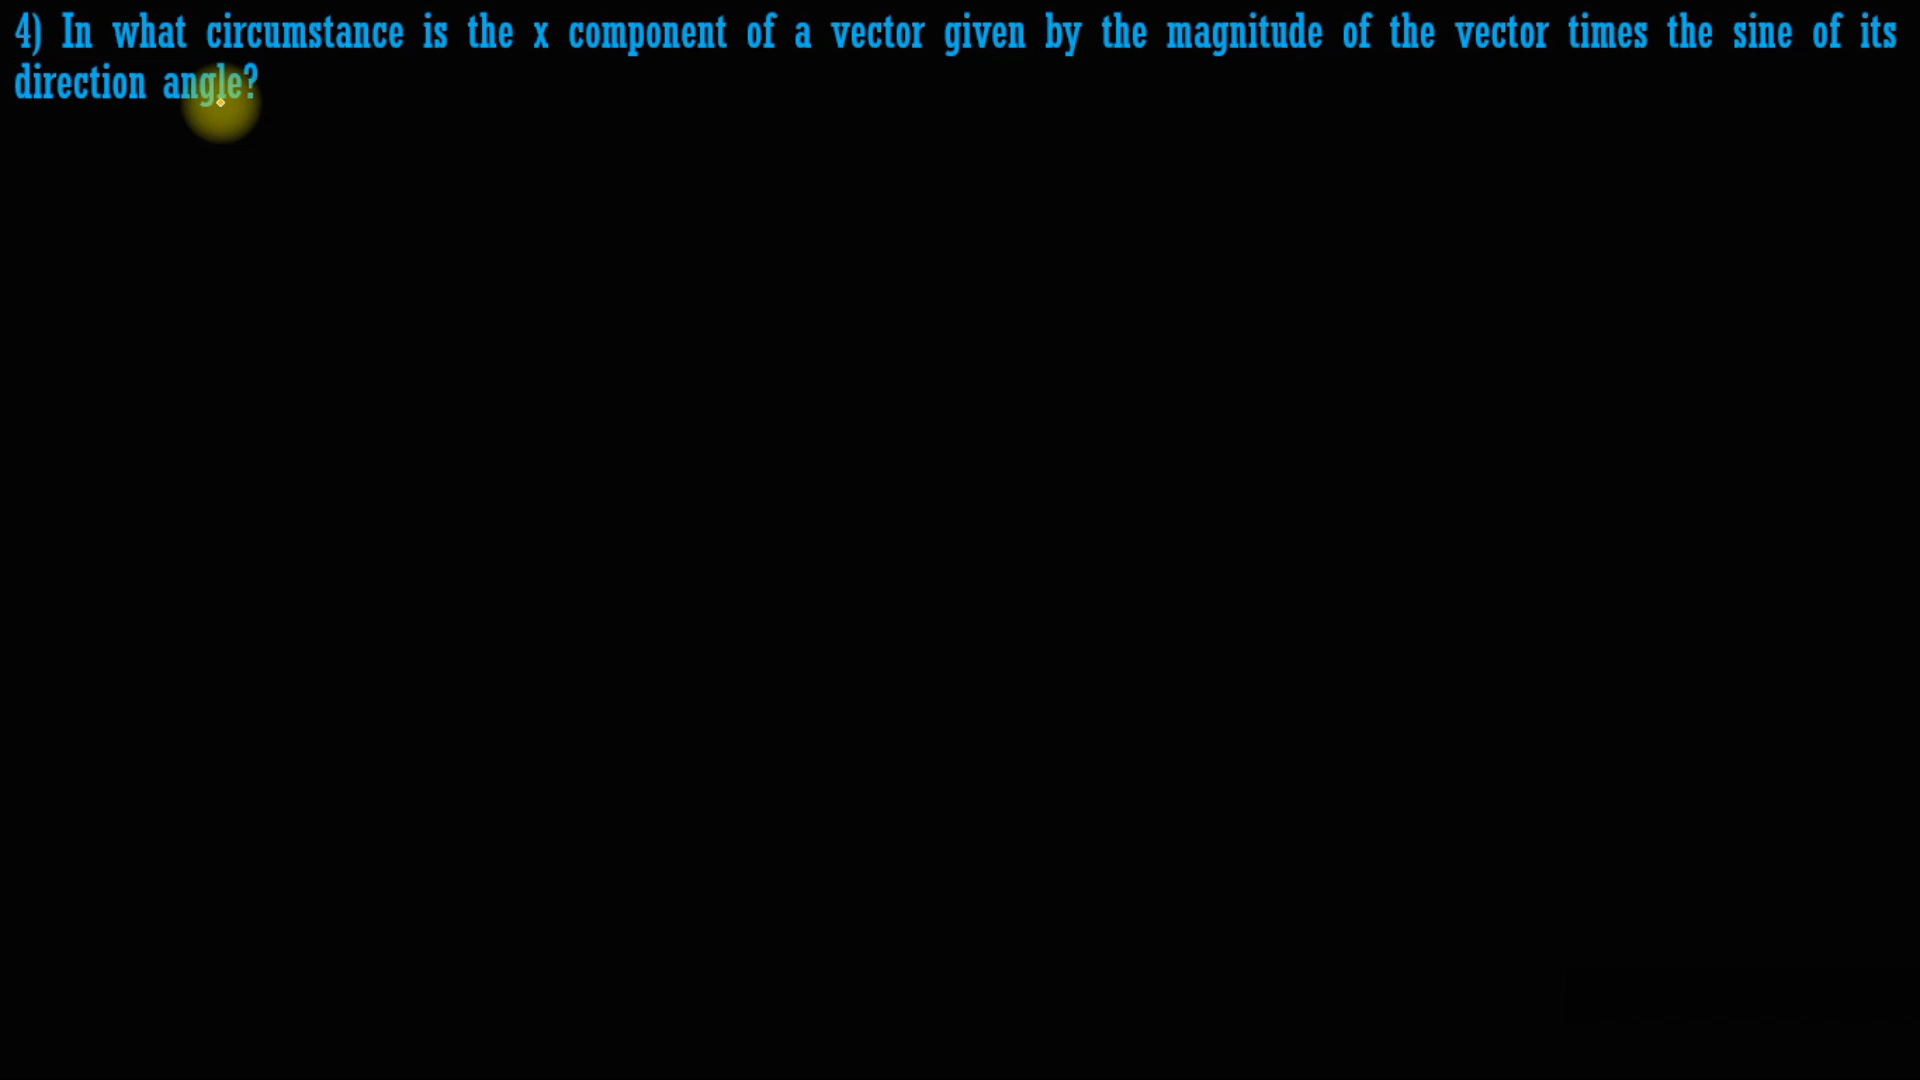 4) In what circumstance is the x component of a vector given by the magnitude of the vector times the sine of its
direction angle?